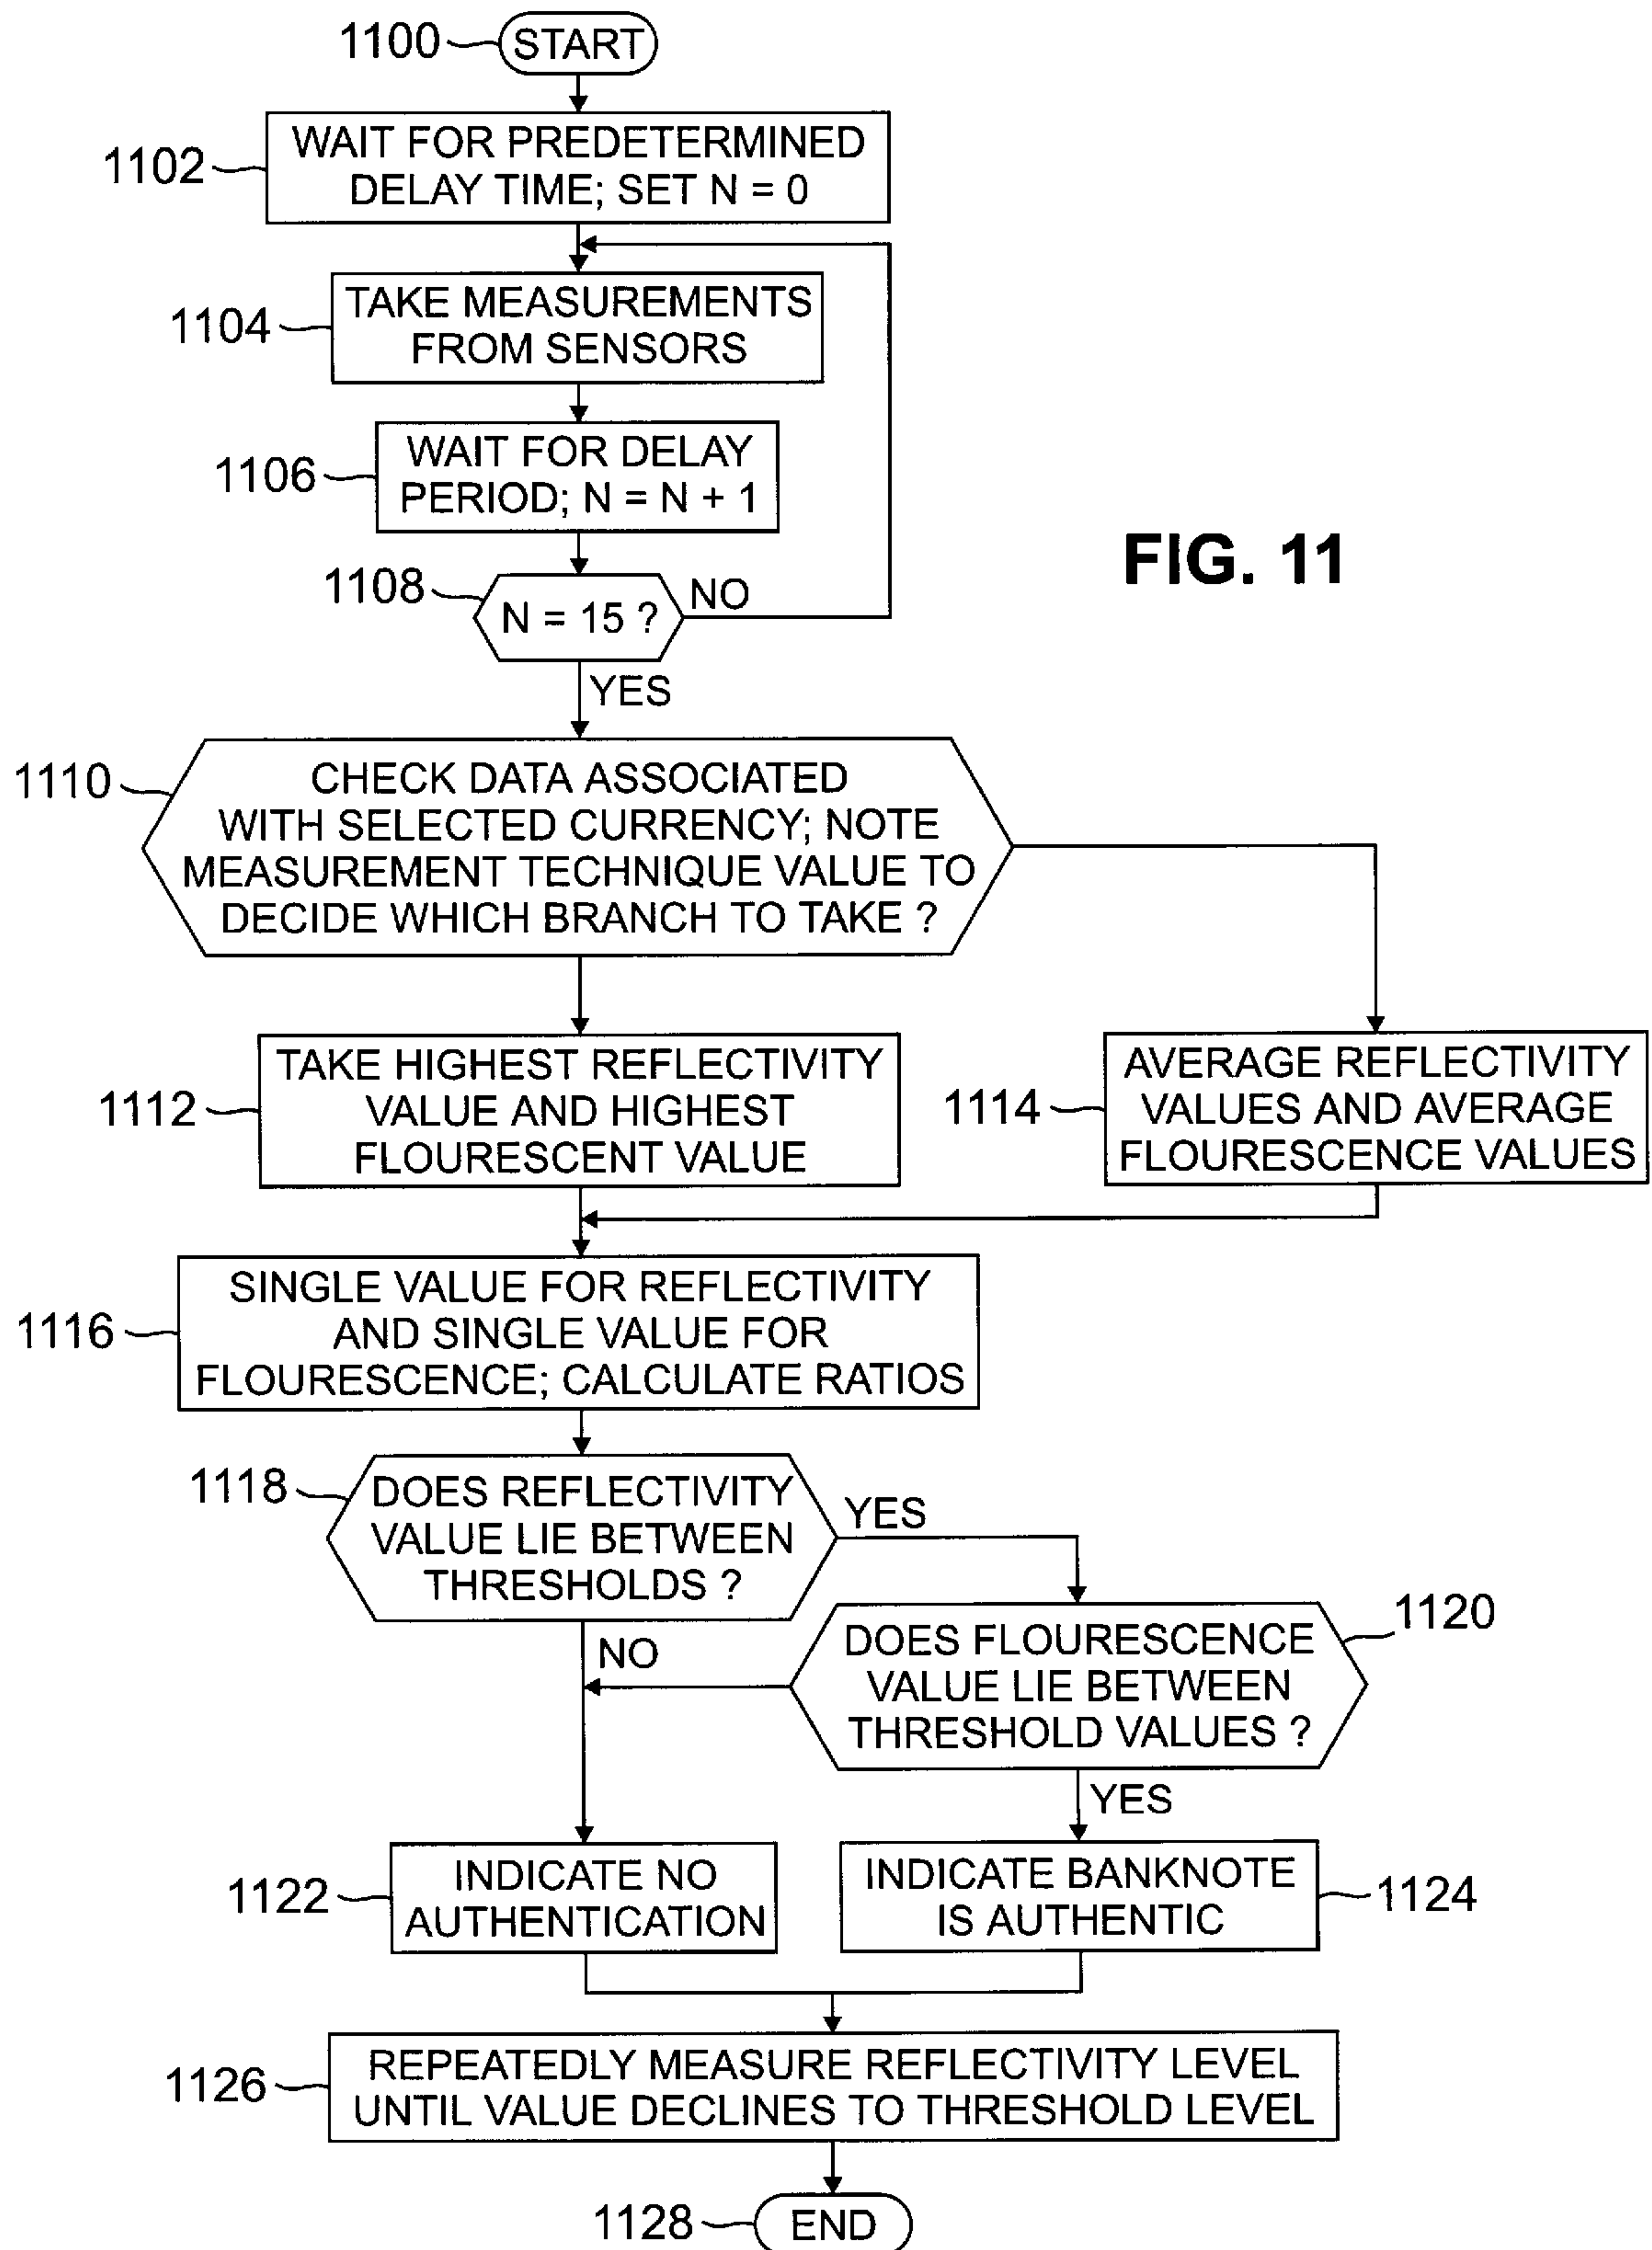 1100
START
1102
WAIT FOR PREDETERMINED
DELAY TIME; SET N = 0
1104
TAKE MEASUREMENTS
FROM SENSORS
1106
WAIT FOR DELAY
PERIOD; N = N + 1
FIG. 11
1108
N = 15 ?
NO
YES
1110
CHECK DATA ASSOCIATED
WITH SELECTED CURRENCY; NOTE
MEASUREMENT TECHNIQUE VALUE TO
DECIDE WHICH BRANCH TO TAKE ?
1112
TAKE HIGHEST REFLECTIVITY
VALUE AND HIGHEST
FLOURESCENT VALUE
1114
AVERAGE REFLECTIVITY
VALUES AND AVERAGE
FLOURESCENCE VALUES
1116
SINGLE VALUE FOR REFLECTIVITY
AND SINGLE VALUE FOR
FLOURESCENCE; CALCULATE RATIOS
1118
DOES REFLECTIVITY
VALUE LIE BETWEEN
THRESHOLDS ?
YES
NO
1120
DOES FLOURESCENCE
VALUE LIE BETWEEN
THRESHOLD VALUES ?
YES
1122
INDICATE NO
AUTHENTICATION
INDICATE BANKNOTE
IS AUTHENTIC
1124
1126
REPEATEDLY MEASURE REFLECTIVITY LEVEL
UNTIL VALUE DECLINES TO THRESHOLD LEVEL
1128
END